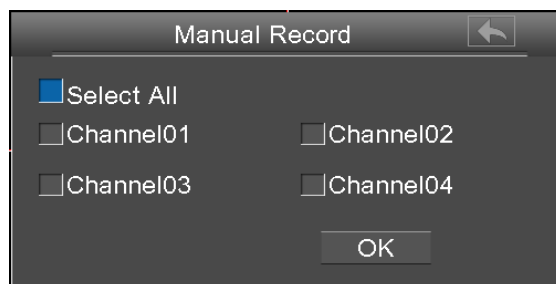 Manual Record
Select All
Channel01 Channel02
Channel03 Channel04
OK